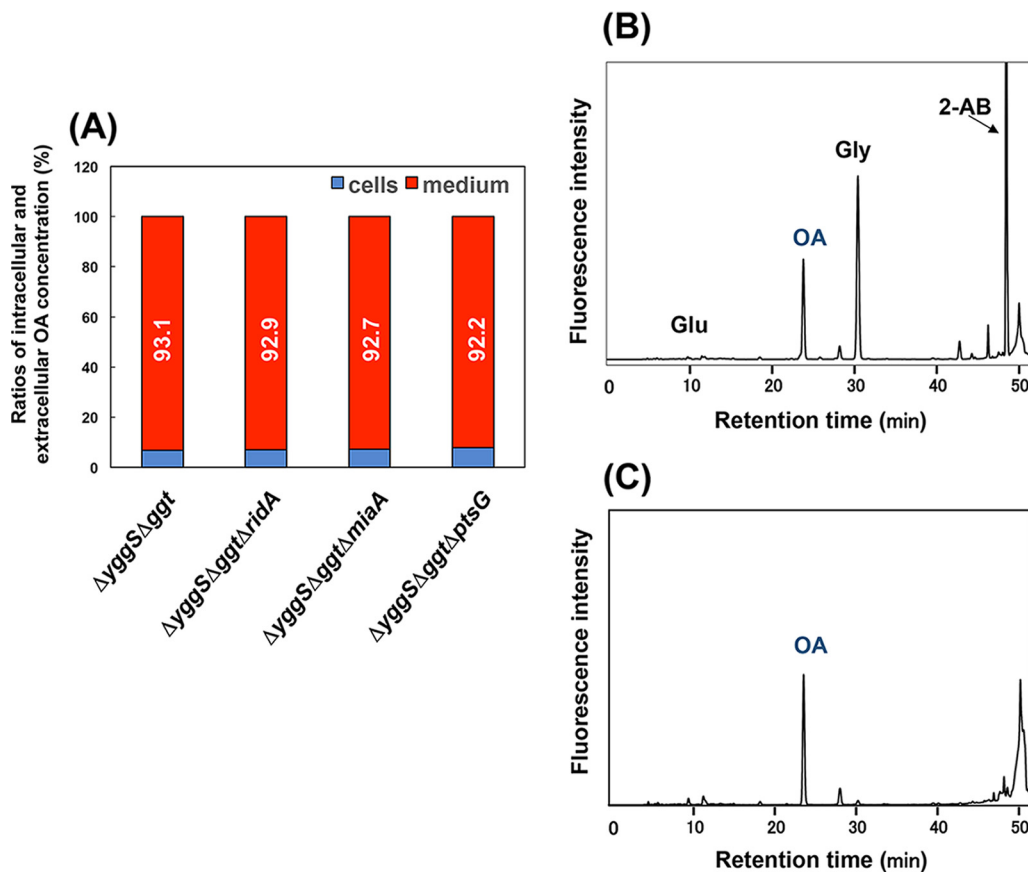 (A)
Ratios of intracellular and
extracellular OA concentration (%)
120
100
80
60
40
20
0
cells medium
93.1
92.9
92.7
92.2
ΔyggSΔggt
ΔyggSΔggtΔridA
ΔyggSΔggtΔmiaA
ΔyggSΔggtΔptsG
(B)
Fluorescence intensity
Glu
OA
Gly
2-AB
0 10 20 30 40 50
Retention time (min)
(C)
Fluorescence intensity
OA
0 10 20 30 40 50
Retention time (min)